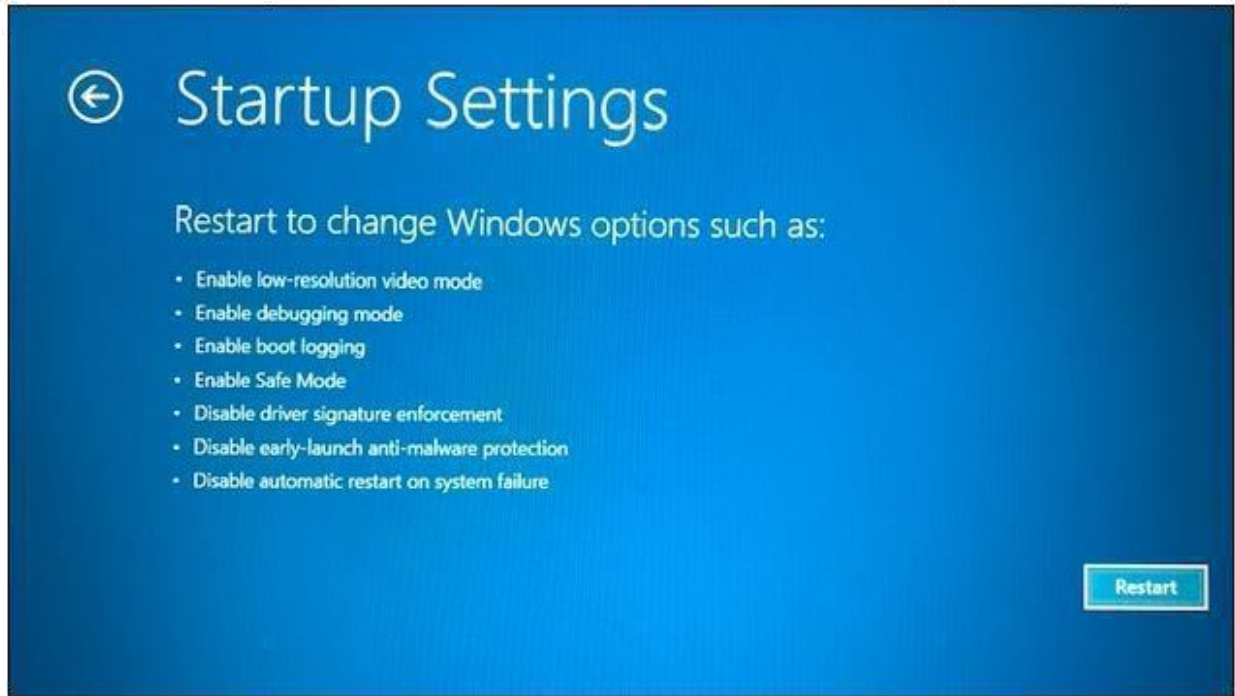 Startup Settings
Restart to change Windows options such as:
• Enable low-resolution video mode
• Enable debugging mode
• Enable boot logging
• Enable Safe Mode
• Disable driver signature enforcement
• Disable early-launch anti-malware protection
• Disable automatic restart on system failure
Restart